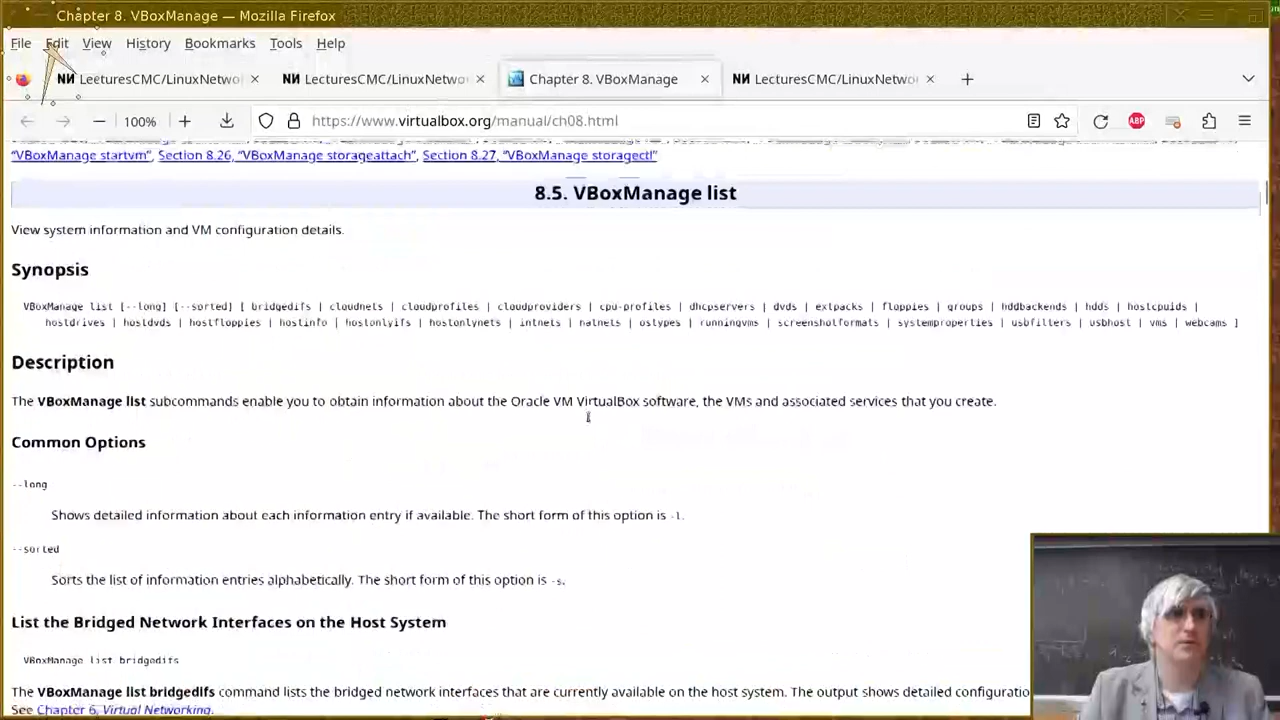 Chapter 8. VBoxManage — Mozilla Firefox
File Edit View History Bookmarks Tools Help
LecturesCMC/LinuxNetwo LecturesCMC/LinuxNetwo Chapter 8. VBoxManage LecturesCMC/LinuxNetwo
100% https://www.virtualbox.org/manual/ch08.html ABP
"VBoxManage startvm", Section 8.26, "VBoxManage storageattach", Section 8.27, "VBoxManage storagectl"
8.5. VBoxManage list
View system information and VM configuration details.
Synopsis
VBoxManage list [--long] [--sorted] [ bridgedifs | cloudnets | cloudprofiles | cloudproviders | cpu-profiles | dhcpservers | dvds | extpacks | floppies | groups | hddbackends | hdds | hostcpuids |
hostdrives | hostdvds | hostfloppies | hostinfo | hostonlyifs | hostonlynets | intnets | natnets | ostypes | runningvms | screenshotformats | systemproperties | usbfilters | usbhost | vms | webcams ]
Description
The VBoxManage list subcommands enable you to obtain information about the Oracle VM VirtualBox software, the VMs and associated services that you create.
Common Options
--long
Shows detailed information about each information entry if available. The short form of this option is -l.
--sorted
Sorts the list of information entries alphabetically. The short form of this option is -s.
List the Bridged Network Interfaces on the Host System
VBoxManage list bridgedifs
The VBoxManage list bridgedifs command lists the bridged network interfaces that are currently available on the host system. The output shows detailed configuratio
See Chapter 6, Virtual Networking.